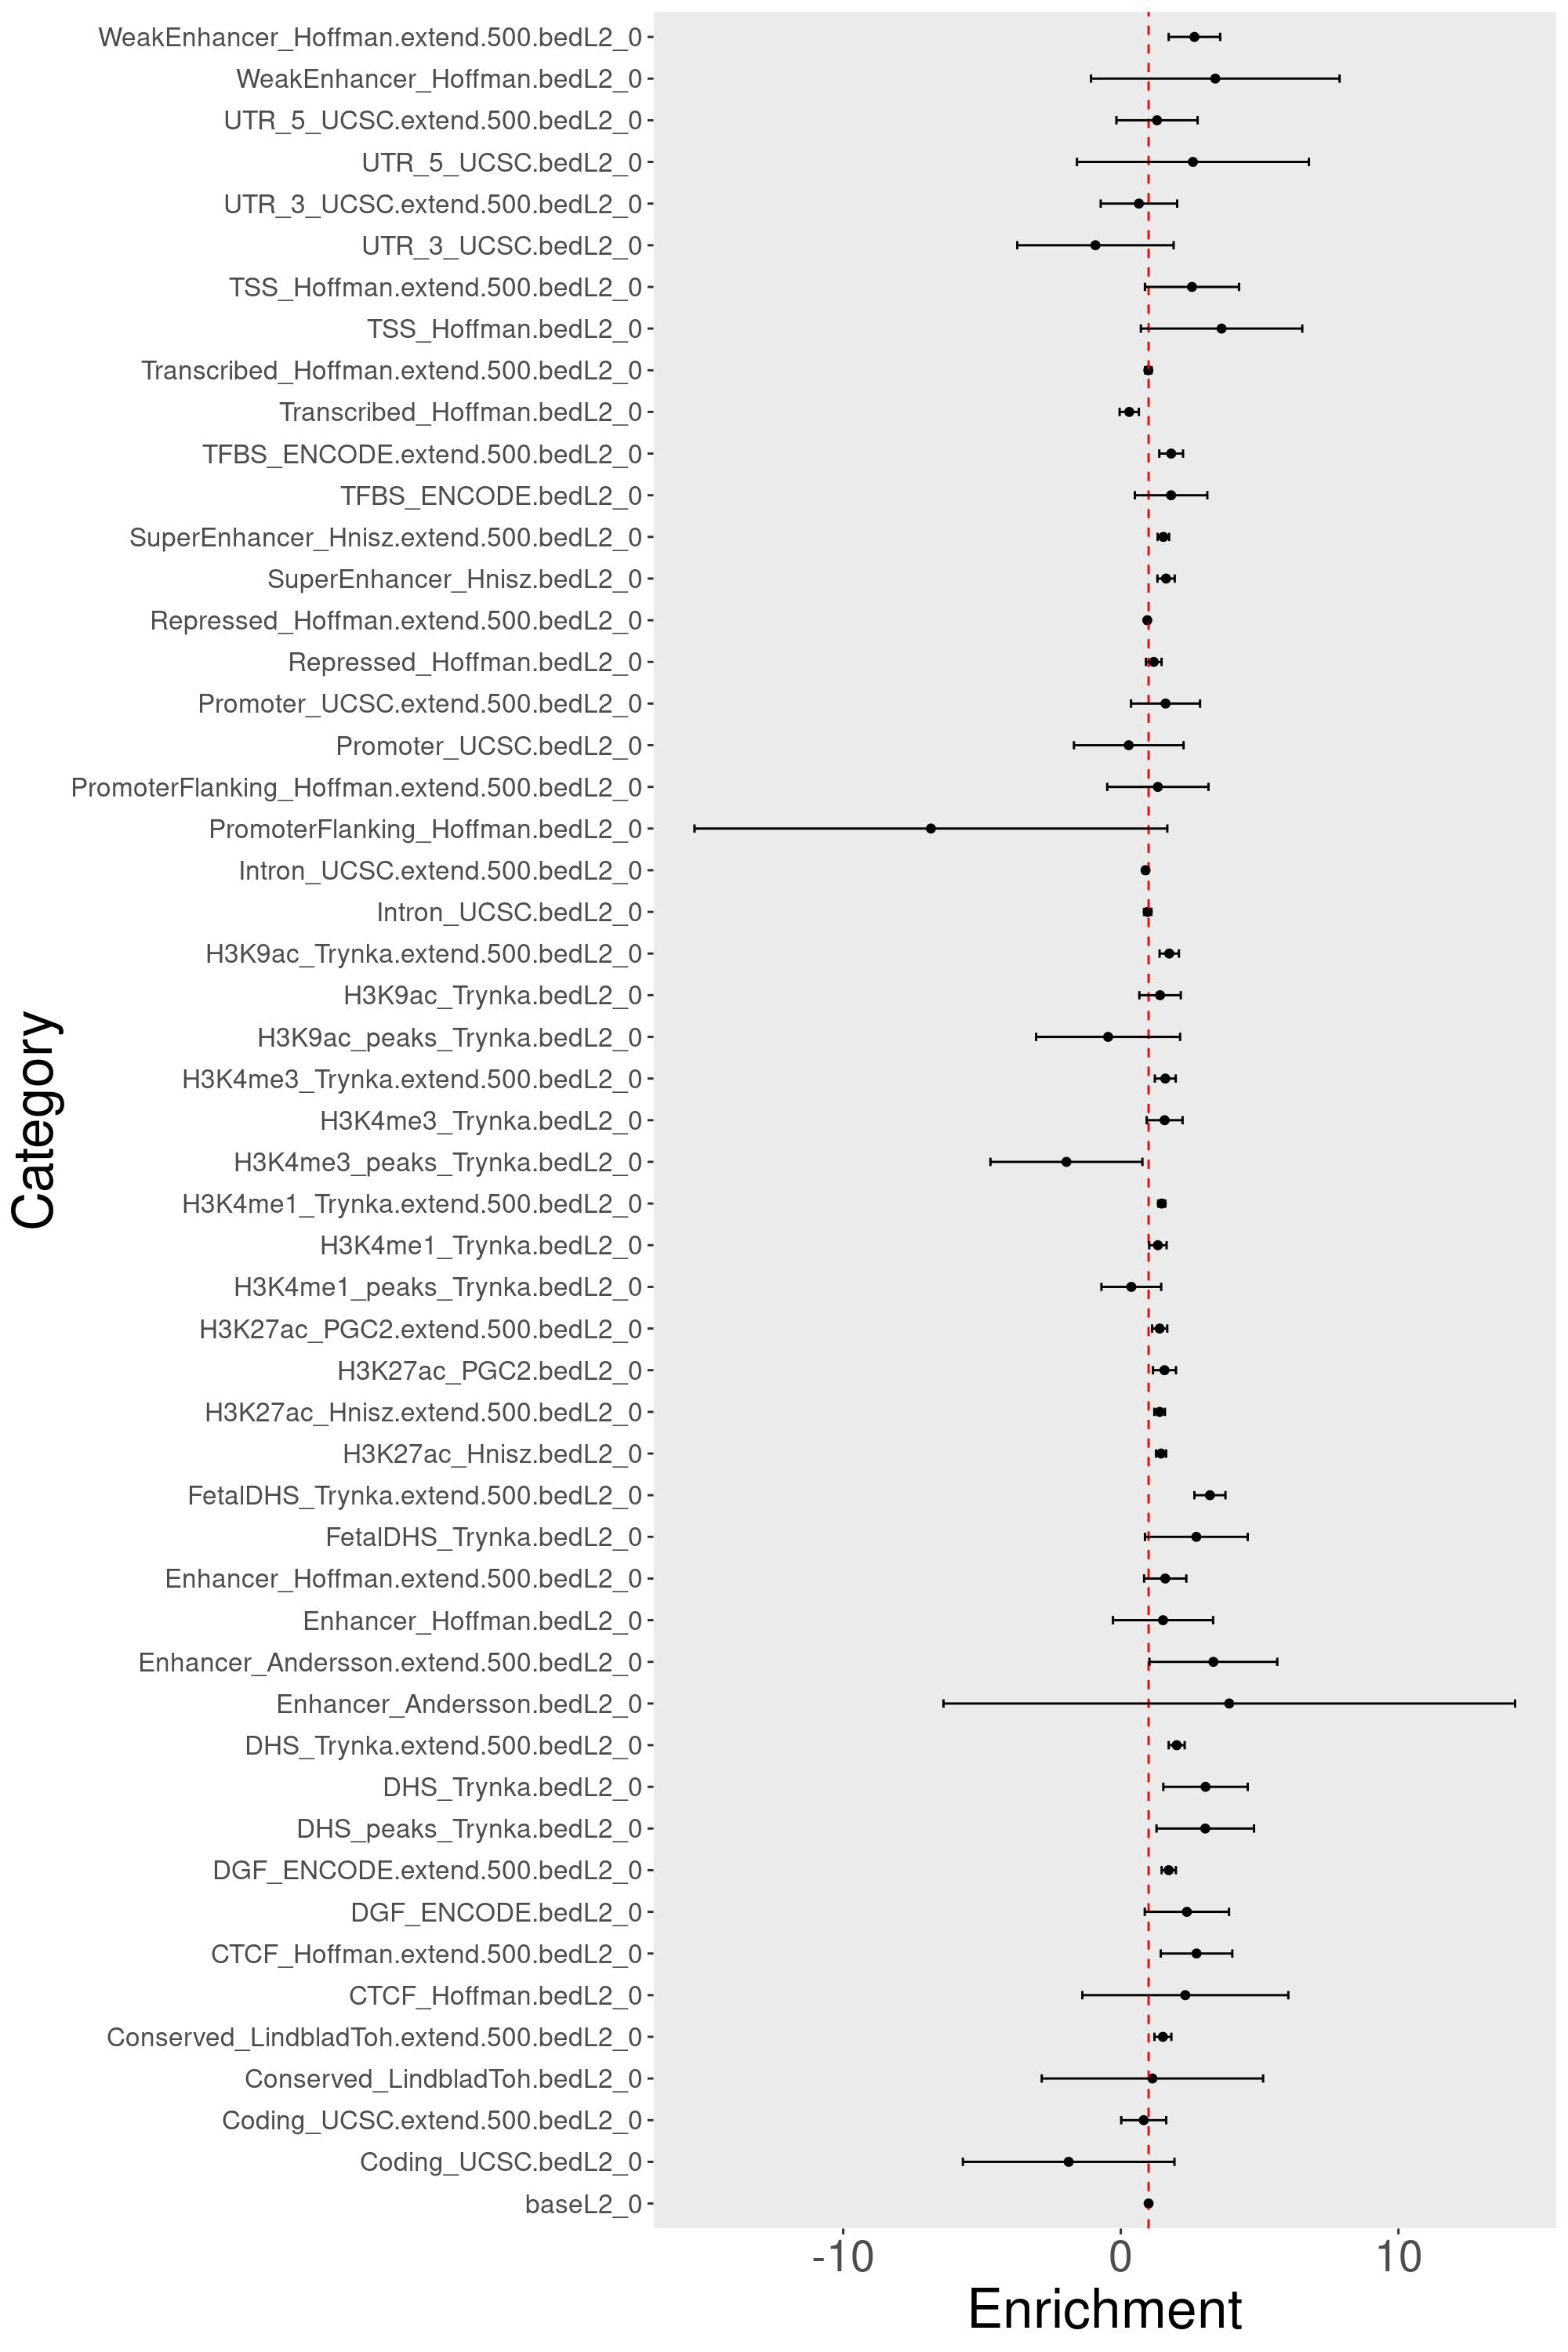 WeakEnhancer_Hoffman.extend.500.bedL2_0
WeakEnhancer_Hoffman.bedL2_0
UTR_5_UCSC.extend.500.bedL2_0
UTR_5_UCSC.bedL2_0
UTR_3_UCSC.extend.500.bedL2_0
UTR_3_UCSC.bedL2_0
TSS_Hoffman.extend.500.bedL2_0
TSS_Hoffman.bedL2_0
Transcribed_Hoffman.extend.500.bedL2_0
Transcribed_Hoffman.bedL2_0
TFBS_ENCODE.extend.500.bedL2_0
TFBS_ENCODE.bedL2_0
SuperEnhancer_Hnisz.extend.500.bedL2_0
SuperEnhancer_Hnisz.bedL2_0
Repressed_Hoffman.extend.500.bedL2_0
Repressed_Hoffman.bedL2_0
Promoter_UCSC.extend.500.bedL2_0
Promoter_UCSC.bedL2_0
PromoterFlanking_Hoffman.extend.500.bedL2_0
PromoterFlanking_Hoffman.bedL2_0
Intron_UCSC.extend.500.bedL2_0
Intron_UCSC.bedL2_0
H3K9ac_Trynka.extend.500.bedL2_0
H3K9ac_Trynka.bedL2_0
H3K9ac_peaks_Trynka.bedL2_0
H3K4me3_Trynka.extend.500.bedL2_0
H3K4me3_Trynka.bedL2_0
H3K4me3_peaks_Trynka.bedL2_0
H3K4me1_Trynka.extend.500.bedL2_0
H3K4me1_Trynka.bedL2_0
H3K4me1_peaks_Trynka.bedL2_0
H3K27ac_PGC2.extend.500.bedL2_0
H3K27ac_PGC2.bedL2_0
H3K27ac_Hnisz.extend.500.bedL2_0
H3K27ac_Hnisz.bedL2_0
FetalDHS_Trynka.extend.500.bedL2_0
FetalDHS_Trynka.bedL2_0
Enhancer_Hoffman.extend.500.bedL2_0
Enhancer_Hoffman.bedL2_0
Enhancer_Andersson.extend.500.bedL2_0
Enhancer_Andersson.bedL2_0
DHS_Trynka.extend.500.bedL2_0
DHS_Trynka.bedL2_0
DHS_peaks_Trynka.bedL2_0
DGF_ENCODE.extend.500.bedL2_0
DGF_ENCODE.bedL2_0
CTCF_Hoffman.extend.500.bedL2_0
CTCF_Hoffman.bedL2_0
Conserved_LindbladToh.extend.500.bedL2_0
Conserved_LindbladToh.bedL2_0
Coding_UCSC.extend.500.bedL2_0
Coding_UCSC.bedL2_0
baseL2_0
Category
-10 0 10
Enrichment